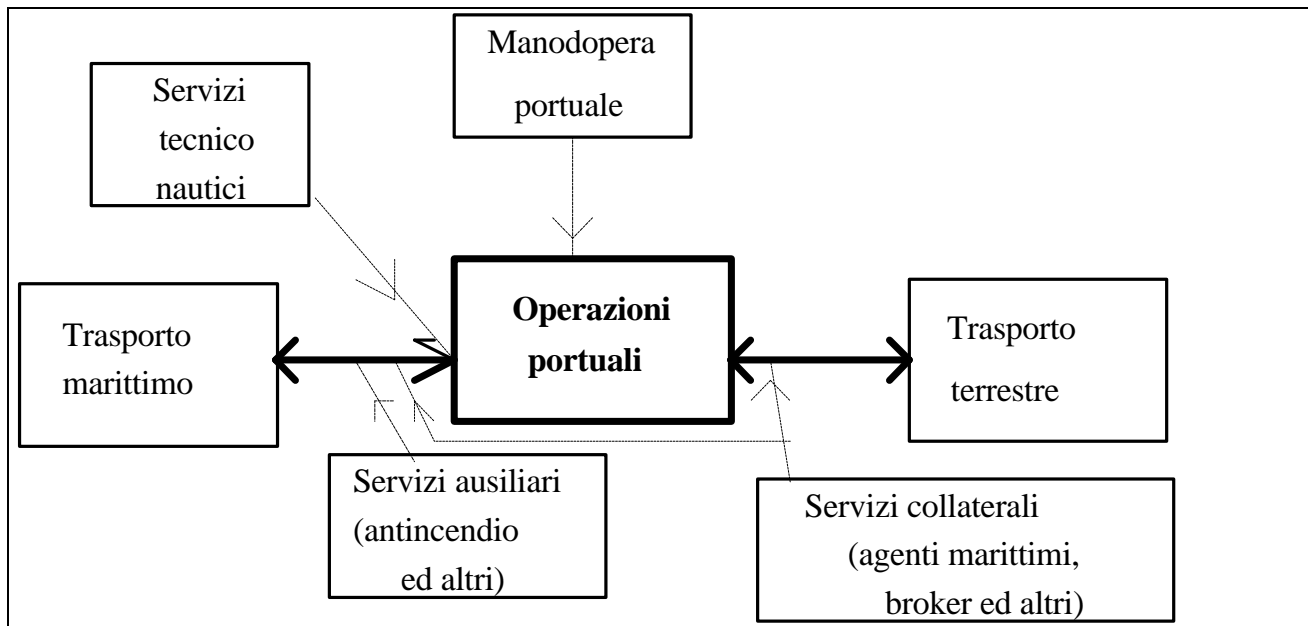 Manodopera
portuale
Servizi
tecnico
nautici
Operazioni
portuali
Trasporto
marittimo
Trasporto
terrestre
Servizi ausiliari
(antincendio
ed altri)
Servizi collaterali
(agenti marittimi,
broker ed altri)